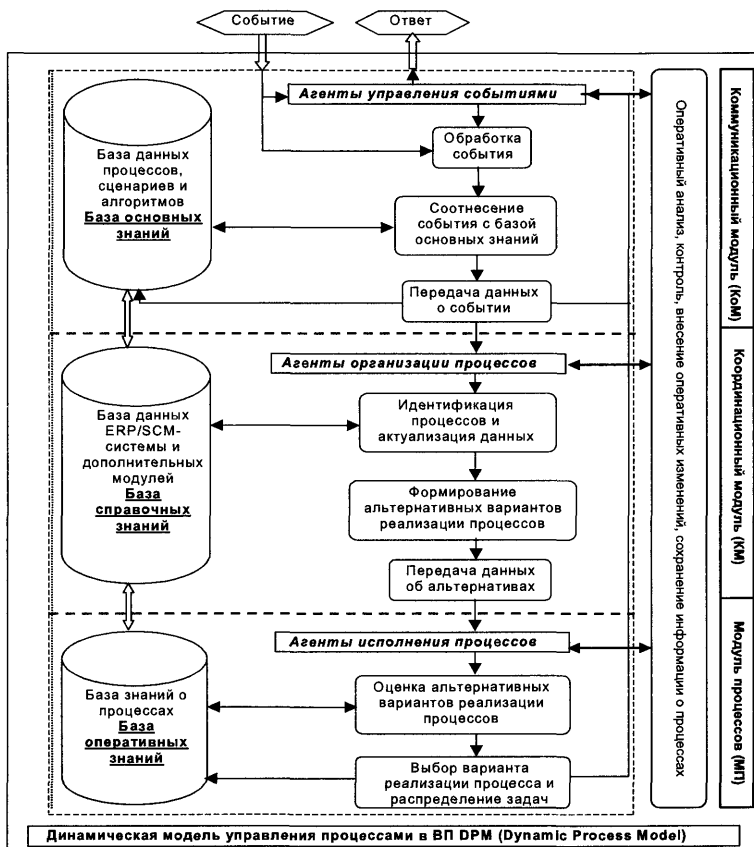 Событие
Ответ
Агенты управления событиями
Обработка
события
База данных
процессов,
сценариев и
алгоритмов
База основных
знаний
Соотнесение
события с базой
основных знаний
Передача данных
о событии
Агенты организации процессов
База данных
ERP/SCM-
системы и
дополнительных
модулей
База
справочных
знаний
Идентификация
процессов и
актуализация данных
Формирование
альтернативных вариантов
реализации процессов
Передача данных
об альтернативах
Агенты исполнения процессов
База знаний о
процессах
База
оперативных
знаний
Оценка альтернативных
вариантов реализации
процессов
Выбор варианта
реализации процесса и
распределение задач
Оперативный анализ, контроль, внесение оперативных изменений, сохранение информации о процессах
Коммуникационный модуль (КоМ)
Координационный модуль (КМ)
Модуль процессов (МП)
Динамическая модель управления процессами в ВП DPM (Dynamic Process Model)